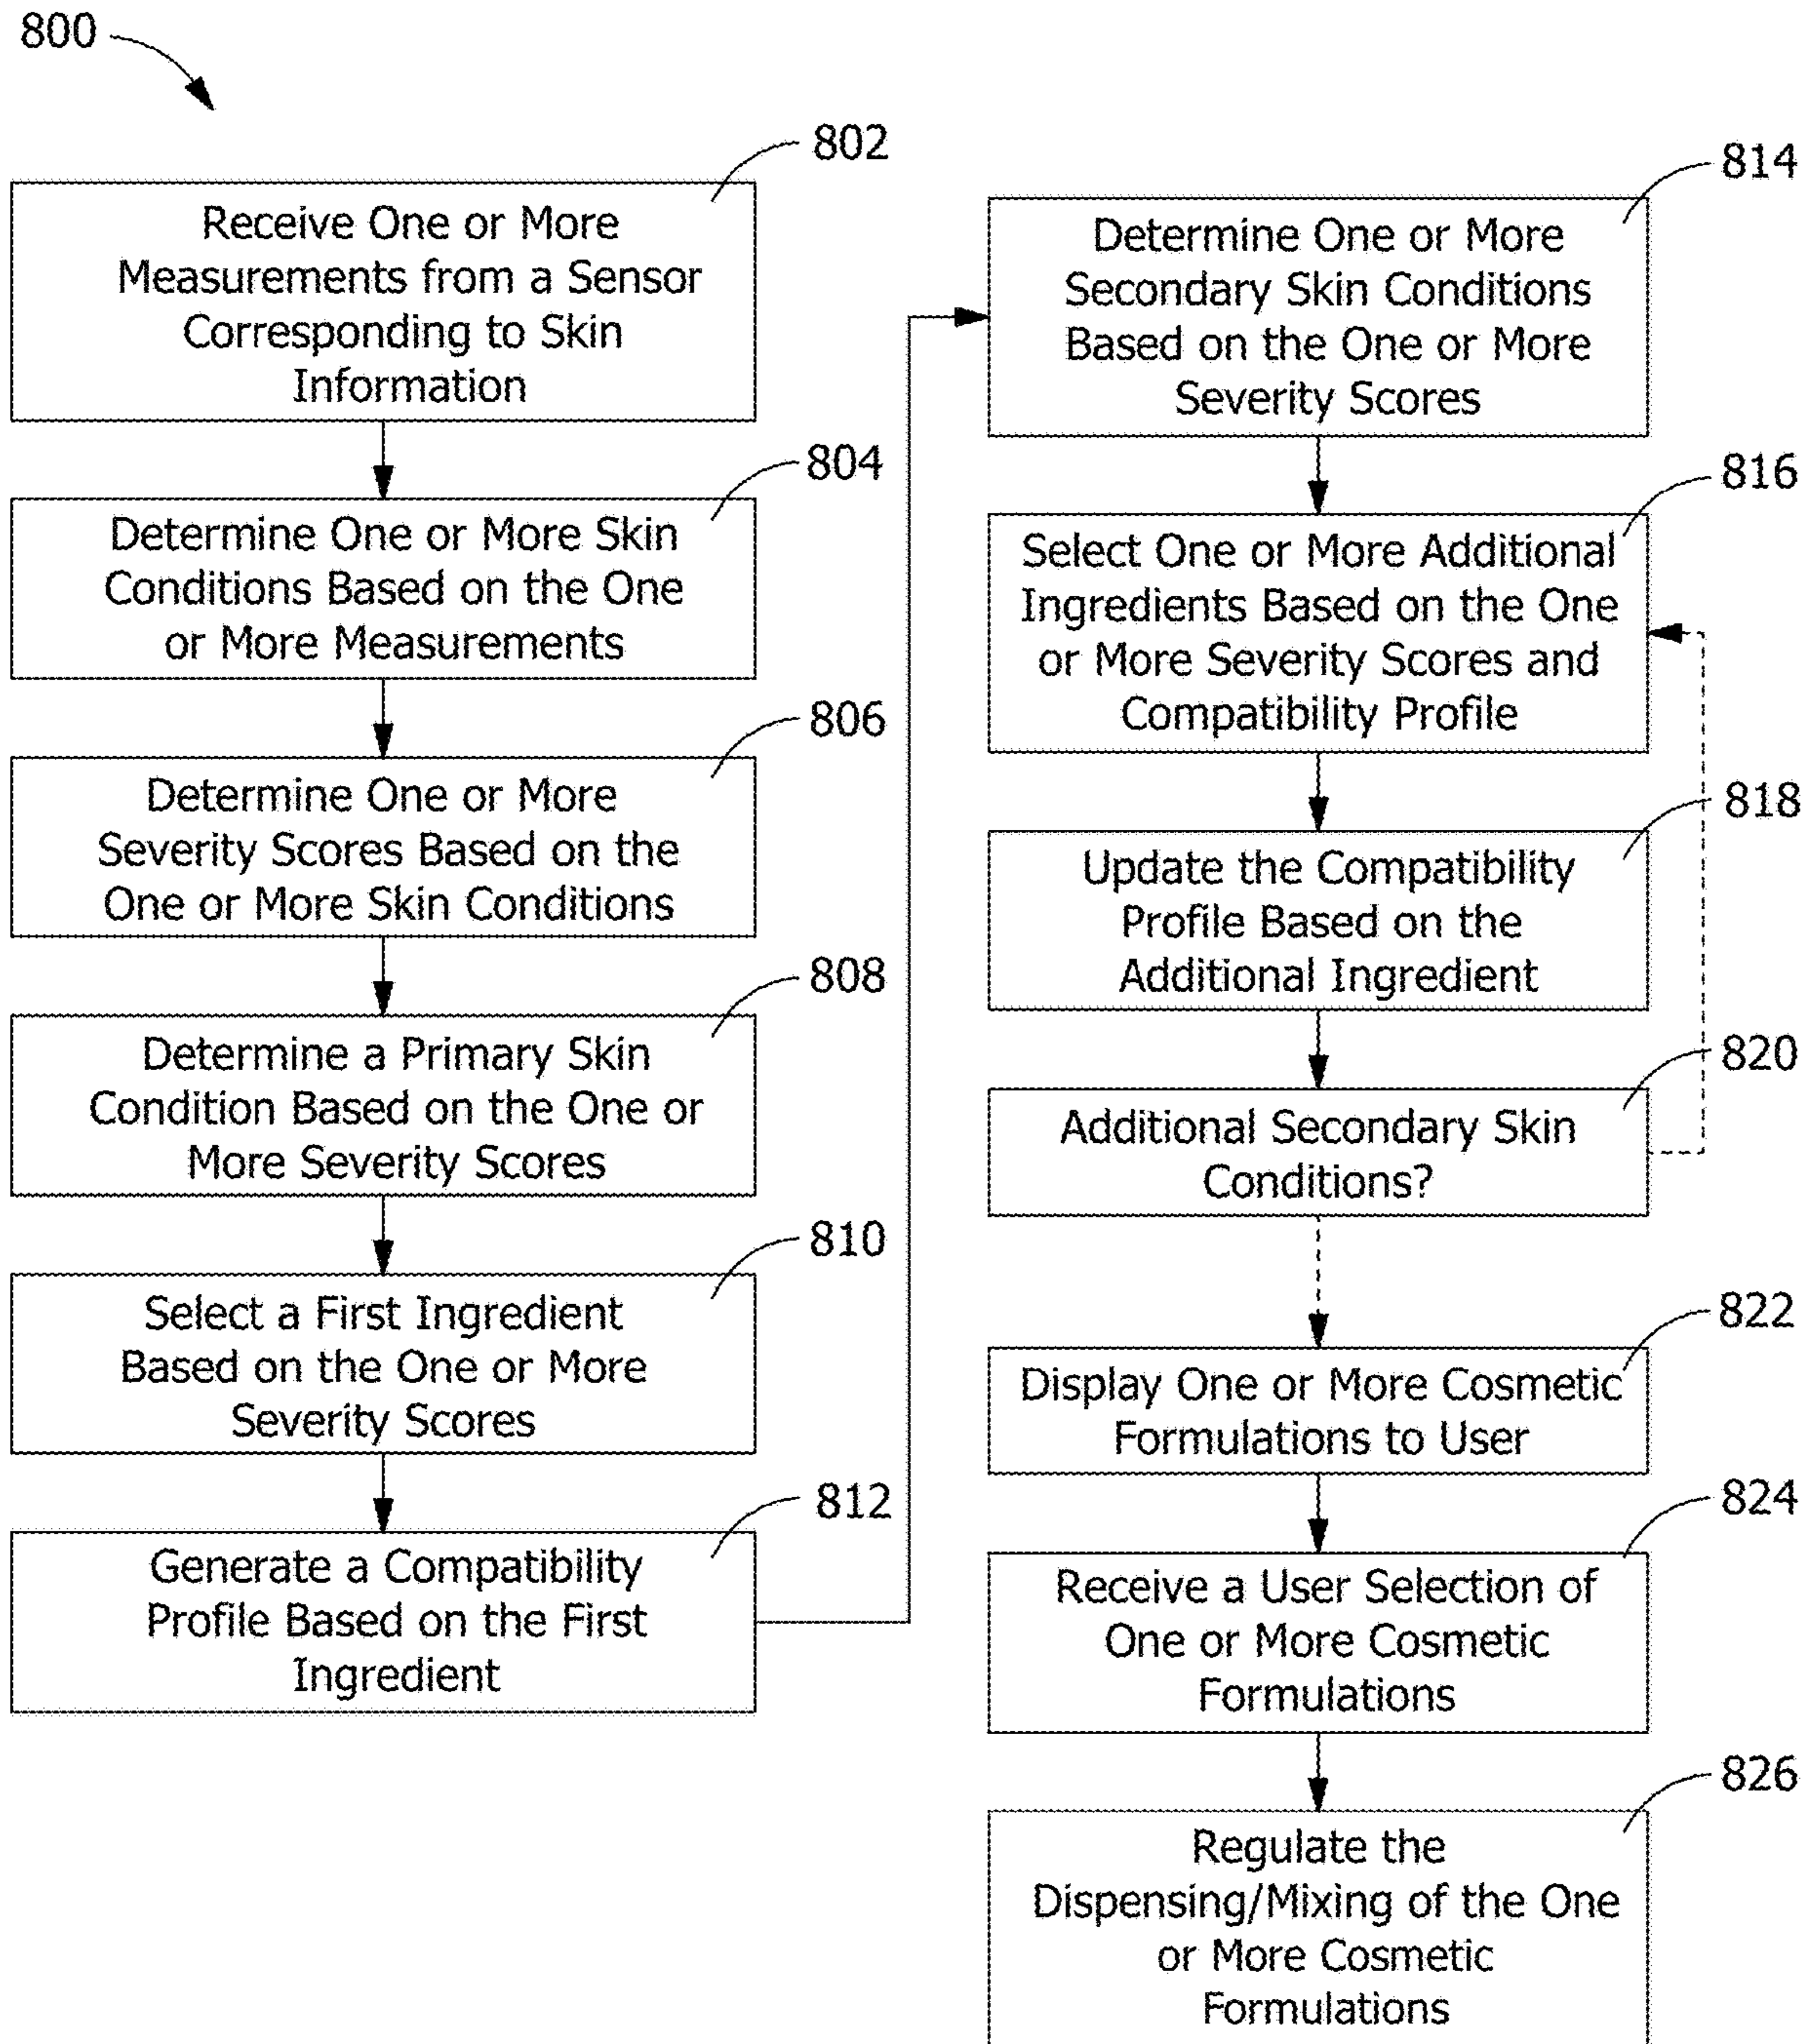 800
802
Receive One or More
Measurements from a Sensor
Corresponding to Skin
Information
804
Determine One or More Skin
Conditions Based on the One
or More Measurements
806
Determine One or More
Severity Scores Based on the
One or More Skin Conditions
808
Determine a Primary Skin
Condition Based on the One or
More Severity Scores
810
Select a First Ingredient
Based on the One or More
Severity Scores
812
Generate a Compatibility
Profile Based on the First
Ingredient
814
Determine One or More
Secondary Skin Conditions
Based on the One or More
Severity Scores
816
Select One or More Additional
Ingredients Based on the One
or More Severity Scores and
Compatibility Profile
818
Update the Compatibility
Profile Based on the
Additional Ingredient
820
Additional Secondary Skin
Conditions?
822
Display One or More Cosmetic
Formulations to User
824
Receive a User Selection of
One or More Cosmetic
Formulations
826
Regulate the
Dispensing/Mixing of the One
or More Cosmetic
Formulations